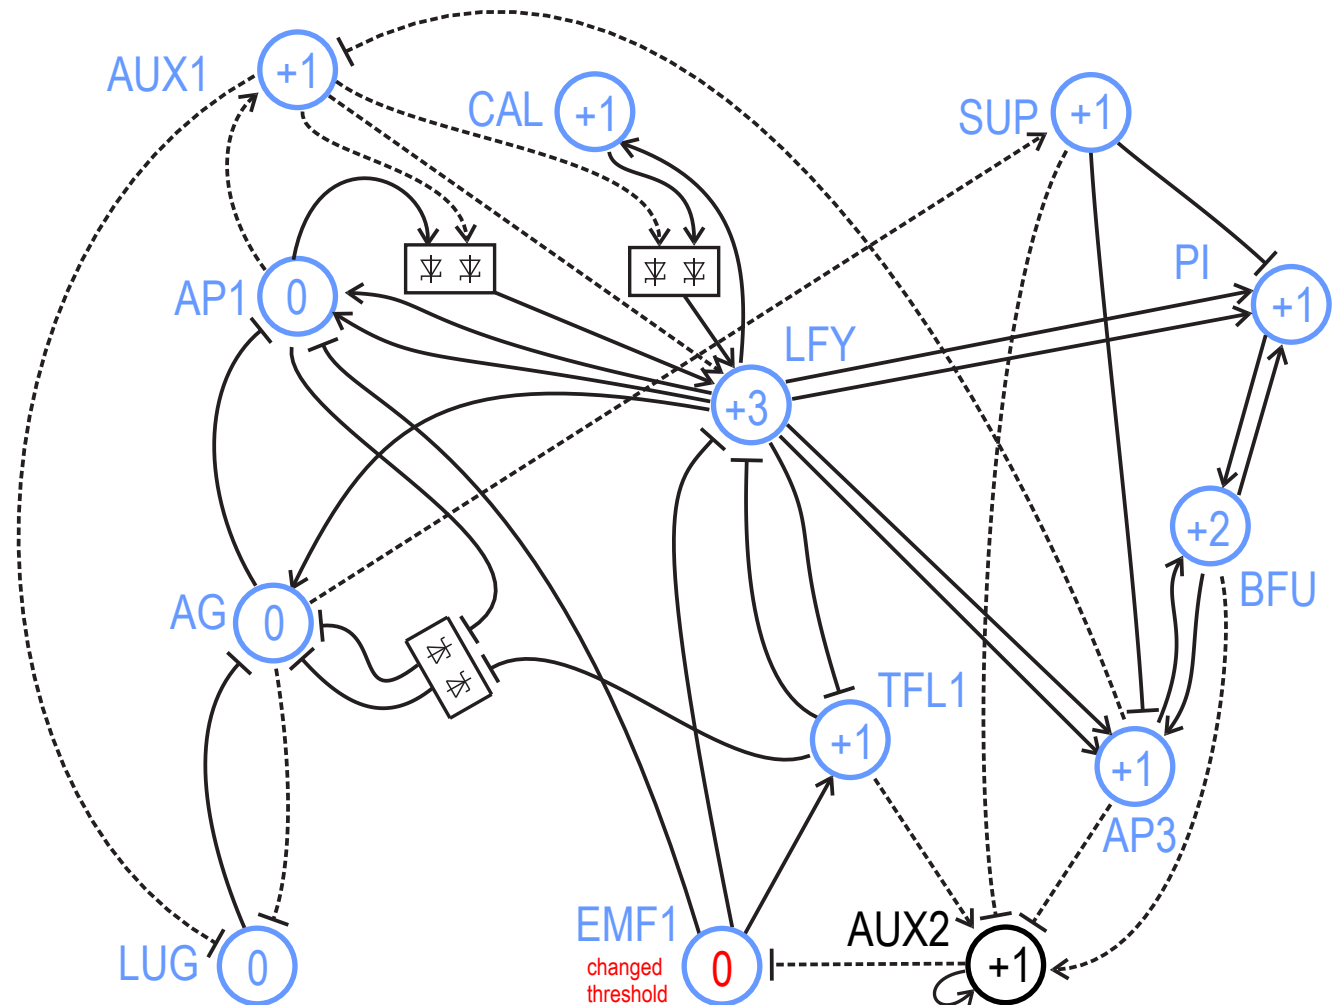 AUX1
+1
CAL
+1
SUP
+1
AP1
0
PI
+1
LFY
+3
+2
BFU
AG
0
TFL1
+1
+1
AP3
LUG
0
EMF1
changed
threshold
0
AUX2
+1